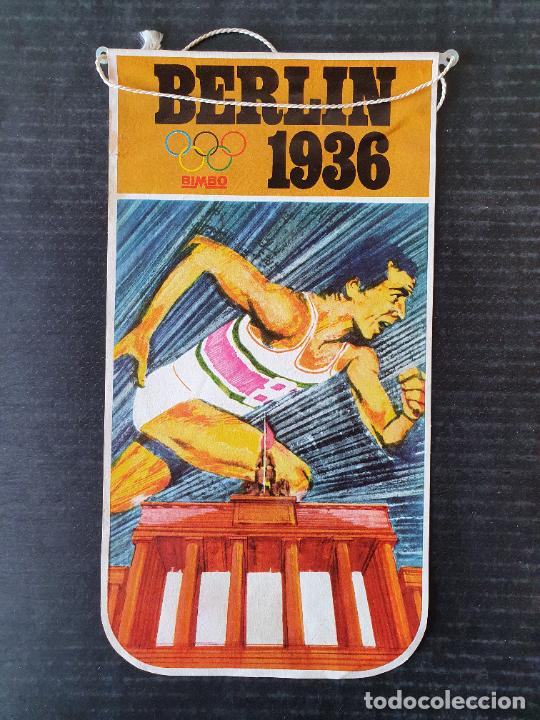 BERLIN
1936
BIMBO
todocoleccion